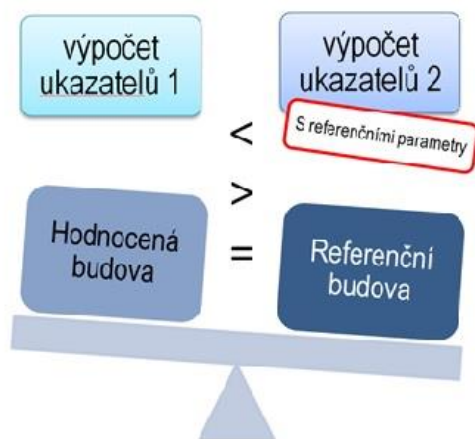 výpočet
ukazatelů 1
výpočet
ukazatelů 2
S referenčními parametry
<
>
=
Hodnocená
budova
Referenční
budova